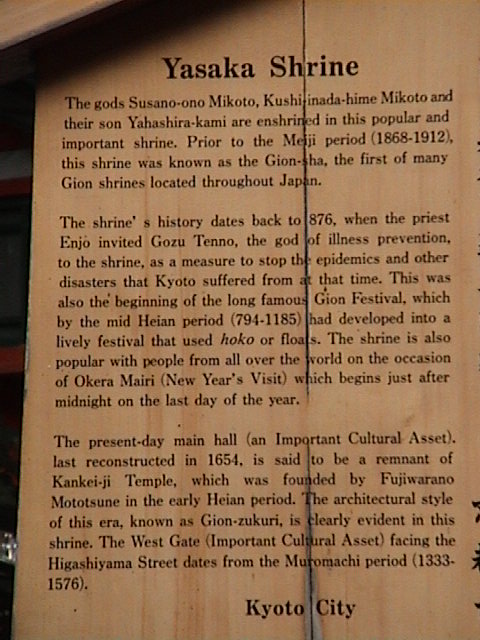 Yasaka Shrine
The gods Susano-ono Mikoto, Kushi-inada-hime Mikoto and
their son Yahashira-kami are enshrined in this popular and
important shrine. Prior to the Meiji period (1868-1912),
this shrine was known as the Gion-sha, the first of many
Gion shrines located throughout Japan.
The shrine' s history dates back to 876, when the priest
Enjo invited Gozu Tenno, the god of illness prevention,
to the shrine, as a measure to stop the epidemics and other
disasters that Kyoto suffered from at that time. This was
also the beginning of the long famous Gion Festival, which
by the mid Heian period (794-1185) had developed into a
lively festival that used hoko or floats. The shrine is also
popular with people from all over the world on the occasion
of Okera Mairi (New Year's Visit) which begins just after
midnight on the last day of the year.
The present-day main hall (an Important Cultural Asset).
last reconstructed in 1654, is said to be a remnant of
Kankei-ji Temple, which was founded by Fujiwarano
Mototsune in the early Heian period. The architectural style
of this era, known as Gion-zukuri, is clearly evident in this
shrine. The West Gate (Important Cultural Asset) facing the
Higashiyama Street dates from the Muromachi period (1333-
1576).
Kyoto City